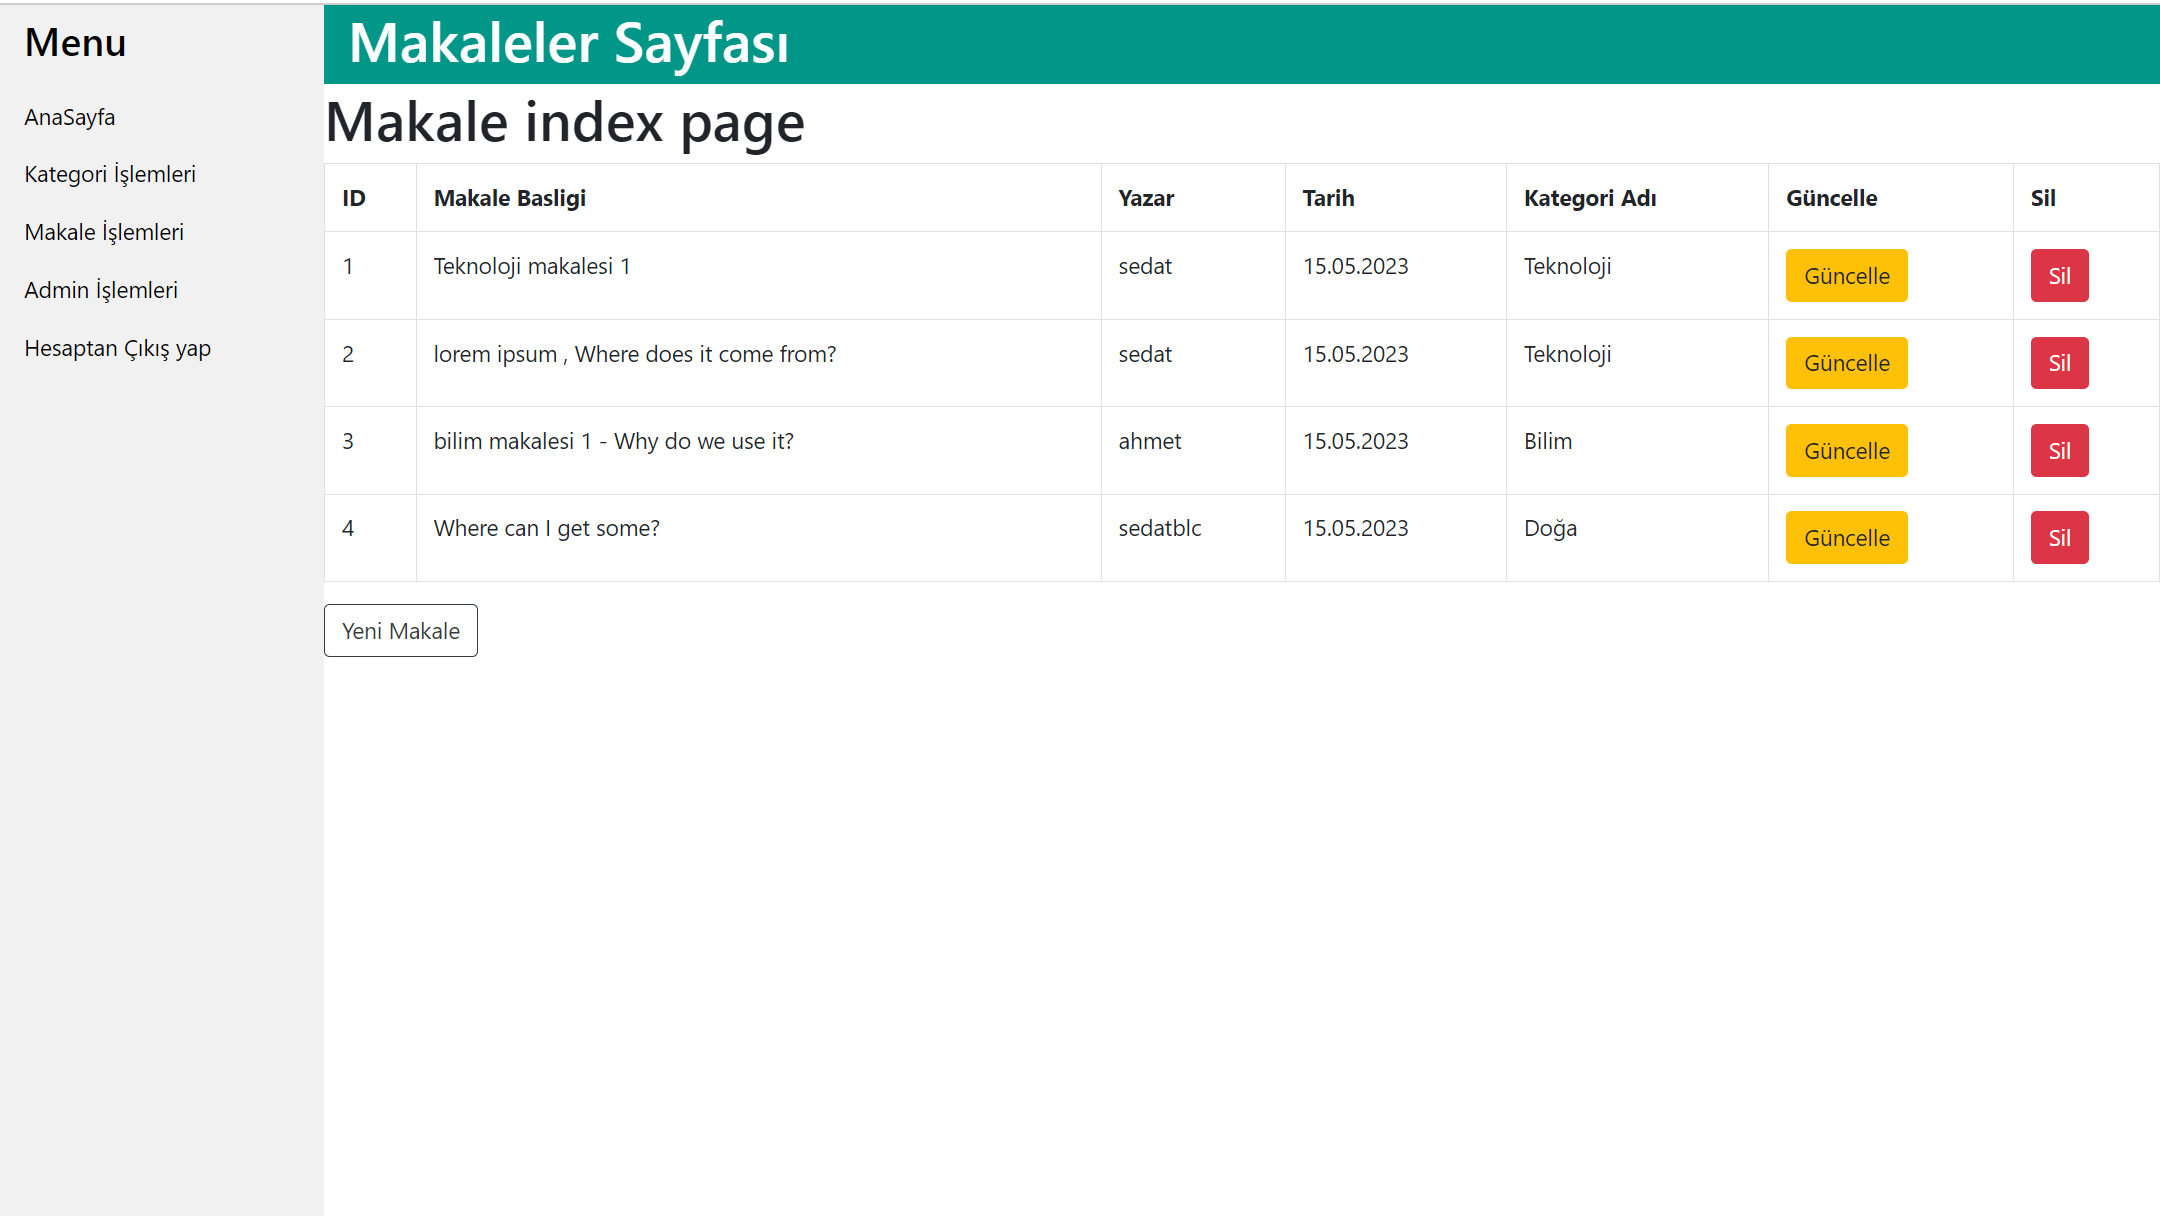 Menu
AnaSayfa
Kategori İşlemleri
Makale İşlemleri
Admin İşlemleri
Hesaptan Çıkış yap
Makaleler Sayfası
Makale index page
ID Makale Basligi Yazar Tarih Kategori Adı Güncelle Sil
1 Teknoloji makalesi 1 sedat 15.05.2023 Teknoloji Güncelle Sil
2 lorem ipsum , Where does it come from? sedat 15.05.2023 Teknoloji Güncelle Sil
3 bilim makalesi 1 - Why do we use it? ahmet 15.05.2023 Bilim Güncelle Sil
4 Where can I get some? sedatblc 15.05.2023 Doğa Güncelle Sil
Yeni Makale